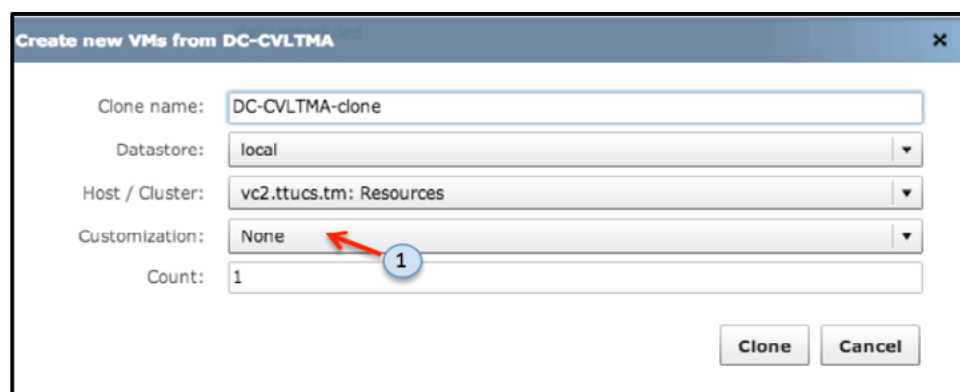 Create new VMs from DC-CVLTMA
Clone name: DC-CVLTMA-clone
Datastore: local
Host / Cluster: vc2.ttucs.tm: Resources
Customization: None
1
Count: 1
Clone Cancel